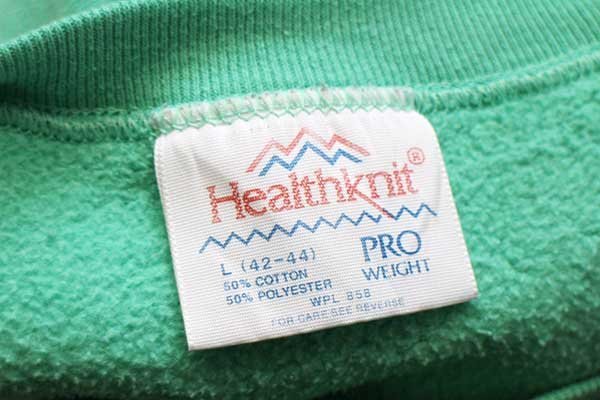 Healthknit®
L (42-44)
50% COTTON
50% POLYESTER
PRO
WEIGHT
WPL 858
FOR CARE SEE REVERSE